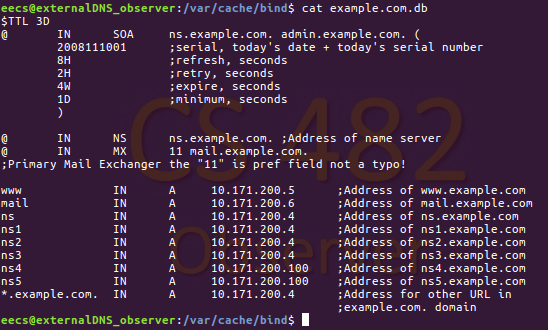 eecs@externalDNS_observer:/var/cache/bind$ cat example.com.db
$TTL 3D
@ IN SOA ns.example.com. admin.example.com. (
2008111001 ;serial, today's date + today's serial number
8H ;refresh, seconds
2H ;retry, seconds
4W ;expire, seconds
1D ;minimum, seconds
)
@ IN NS ns.example.com. ;Address of name server
@ IN MX 11 mail.example.com.
;Primary Mail Exchanger the "11" is pref field not a typo!
www IN A 10.171.200.5 ;Address of www.example.com
mail IN A 10.171.200.6 ;Address of mail.example.com
ns IN A 10.171.200.4 ;Address of ns.example.com
ns1 IN A 10.171.200.4 ;Address of ns1.example.com
ns2 IN A 10.171.200.4 ;Address of ns2.example.com
ns3 IN A 10.171.200.4 ;Address of ns3.example.com
ns4 IN A 10.171.200.100 ;Address of ns4.example.com
ns5 IN A 10.171.200.100 ;Address of ns5.example.com
*.example.com. IN A 10.171.200.4 ;Address for other URL in
;example.com. domain
eecs@externalDNS_observer:/var/cache/bind$
CS 482
Observer